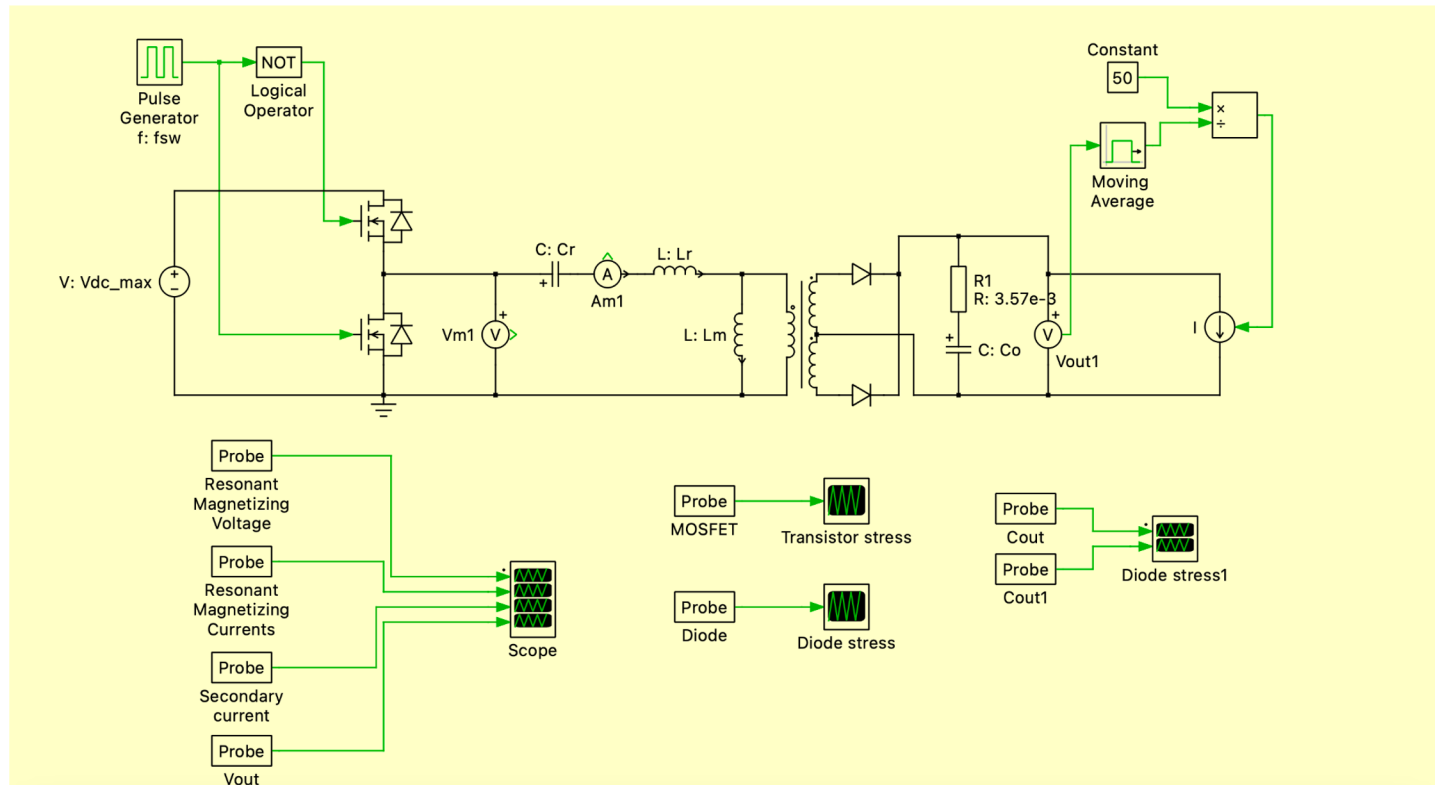 Constant
50
×
÷
Moving
Average
Pulse
Generator
f: fsw
NOT
Logical
Operator
V: Vdc_max
+
−
Vm1
+
V
C: Cr
+
A
Am1
L: Lr
L: Lm
R1
R: 3.57e-3
+
C: Co
+
V
Vout1
I
Probe
Resonant
Magnetizing
Voltage
Probe
Resonant
Magnetizing
Currents
Probe
Secondary
current
Probe
Vout
Scope
Probe
MOSFET
Transistor stress
Probe
Diode
Diode stress
Probe
Cout
Probe
Cout1
Diode stress1